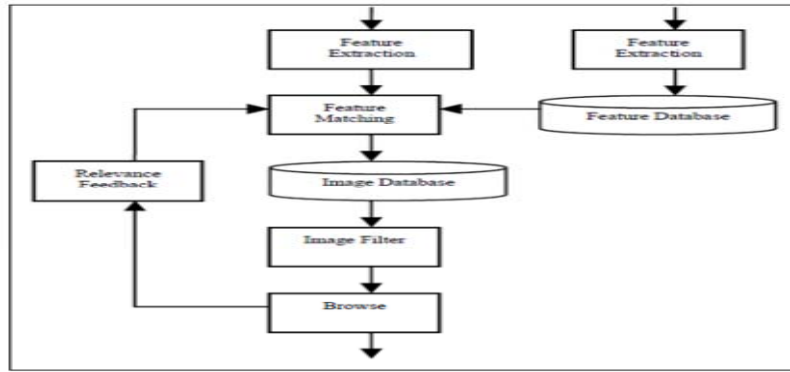 Feature
Extraction
Feature
Extraction
Feature
Matching
Feature Database
Relevance
Feedback
Image Database
Image Filter
Browse